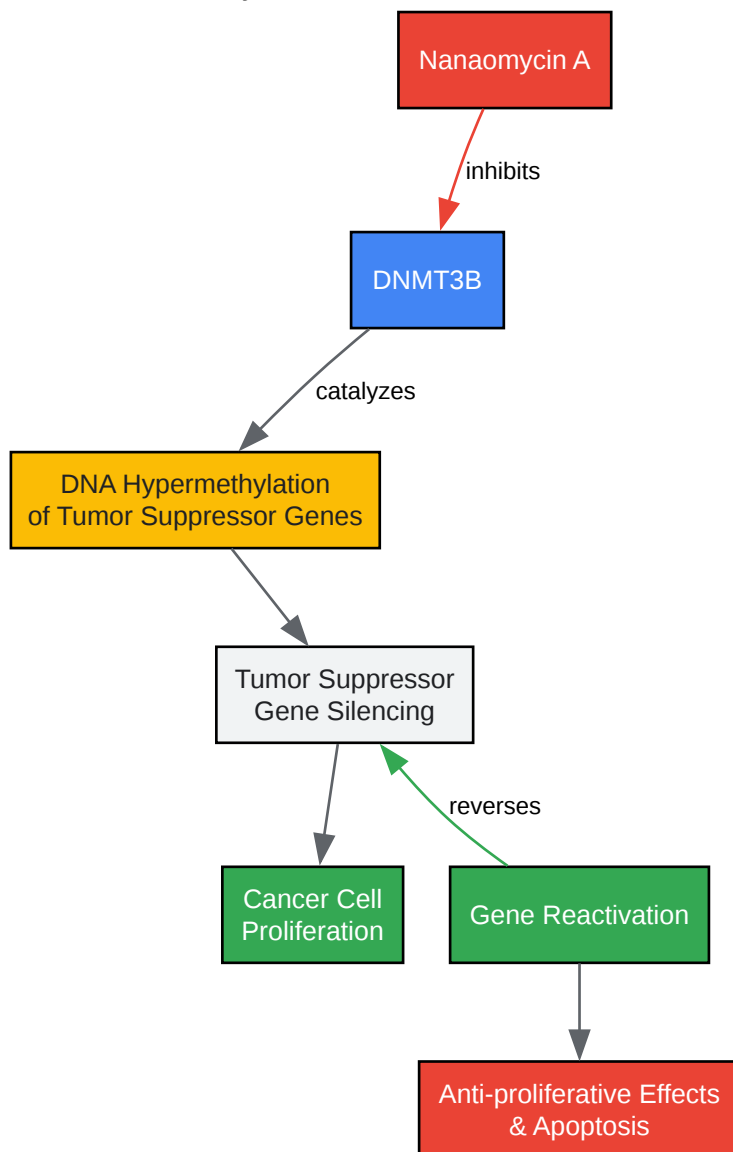 Nanaomycin A
inhibits
DNMT3B
catalyzes
DNA Hypermethylation
of Tumor Suppressor Genes
Tumor Suppressor
Gene Silencing
reverses
Cancer Cell
Proliferation
Gene Reactivation
Anti-proliferative Effects
& Apoptosis